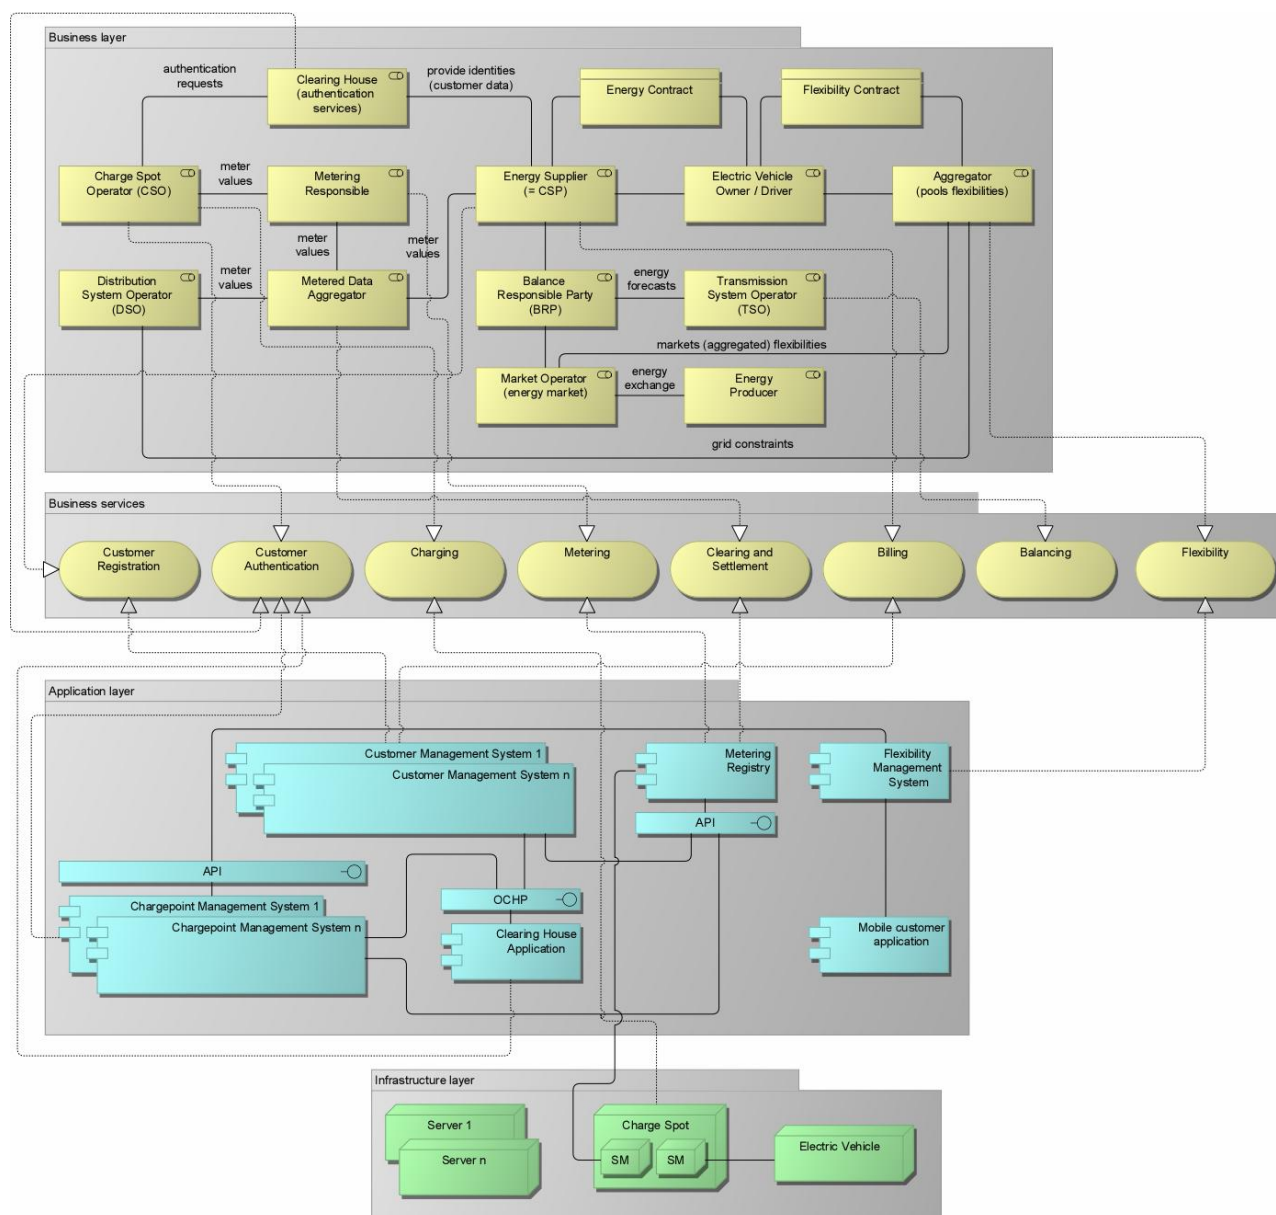 Business layer
authentication
requests
Clearing House
(authentication
services)
provide identities
(customer data)
Energy Contract
Flexibility Contract
Charge Spot
Operator (CSO)
meter
values
Metering
Responsible
Energy Supplier
(= CSP)
Electric Vehicle
Owner / Driver
Aggregator
(pools flexibilities)
meter
values
meter
values
Distribution
System Operator
(DSO)
meter
values
Metered Data
Aggregator
Balance
Responsible Party
(BRP)
energy
forecasts
Transmission
System Operator
(TSO)
markets (aggregated) flexibilities
Market Operator
(energy market)
energy
exchange
Energy
Producer
grid constraints
Business services
Customer
Registration
Customer
Authentication
Charging
Metering
Clearing and
Settlement
Billing
Balancing
Flexibility
Application layer
Customer Management System 1
Customer Management System n
Metering
Registry
Flexibility
Management
System
API
API
Chargepoint Management System 1
Chargepoint Management System n
OCHP
Clearing House
Application
Mobile customer
application
Infrastructure layer
Server 1
Server n
Charge Spot
SM
SM
Electric Vehicle